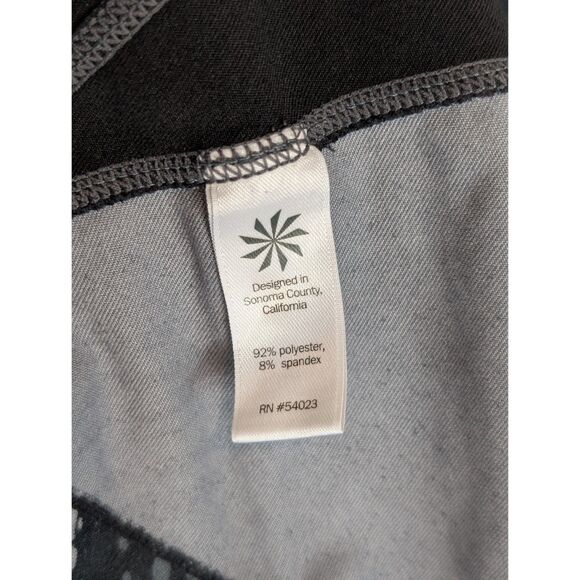 Designed in
Sonoma County,
California
92% polyester,
8% spandex
RN #54023